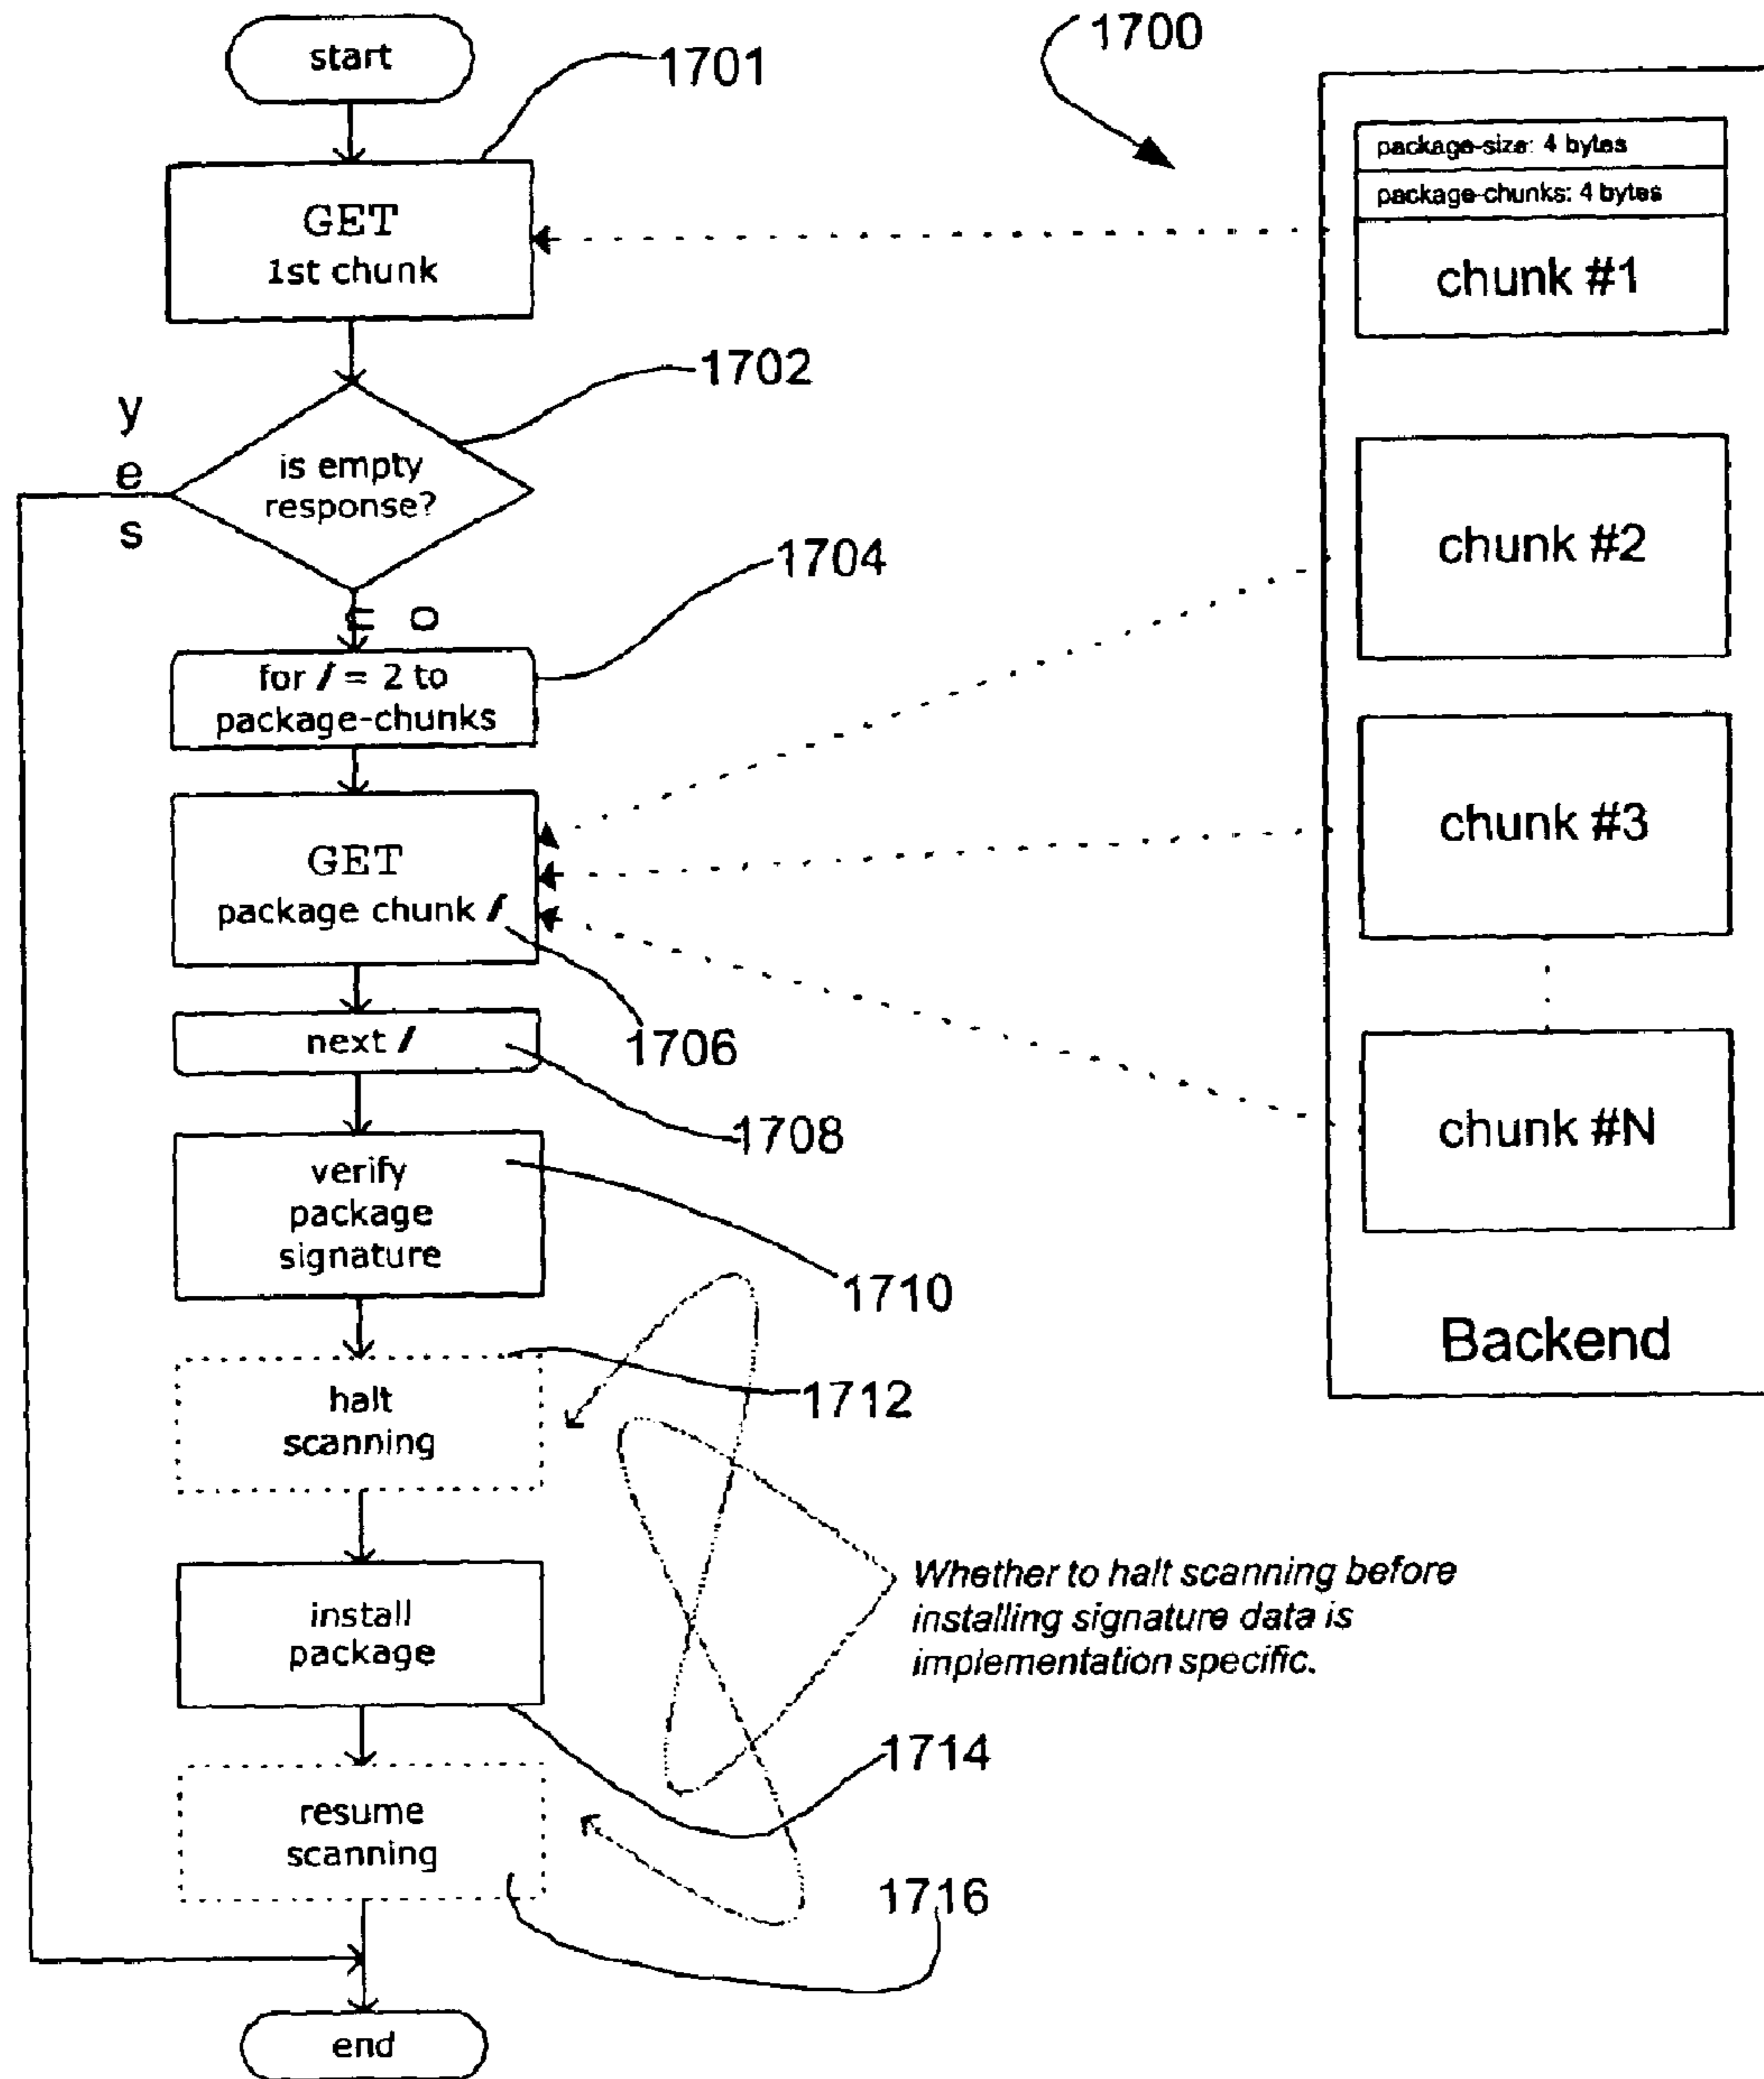 start
1701
1700
GET
1st chunk
package-size: 4 bytes
package-chunks: 4 bytes
chunk #1
1702
yes
is empty
response?
chunk #2
1704
no
for I = 2 to
package-chunks
chunk #3
GET
package chunk I
1706
next I
1708
chunk #N
verify
package
signature
1710
Backend
halt
scanning
1712
Whether to halt scanning before
installing signature data is
implementation specific.
install
package
1714
resume
scanning
1716
end